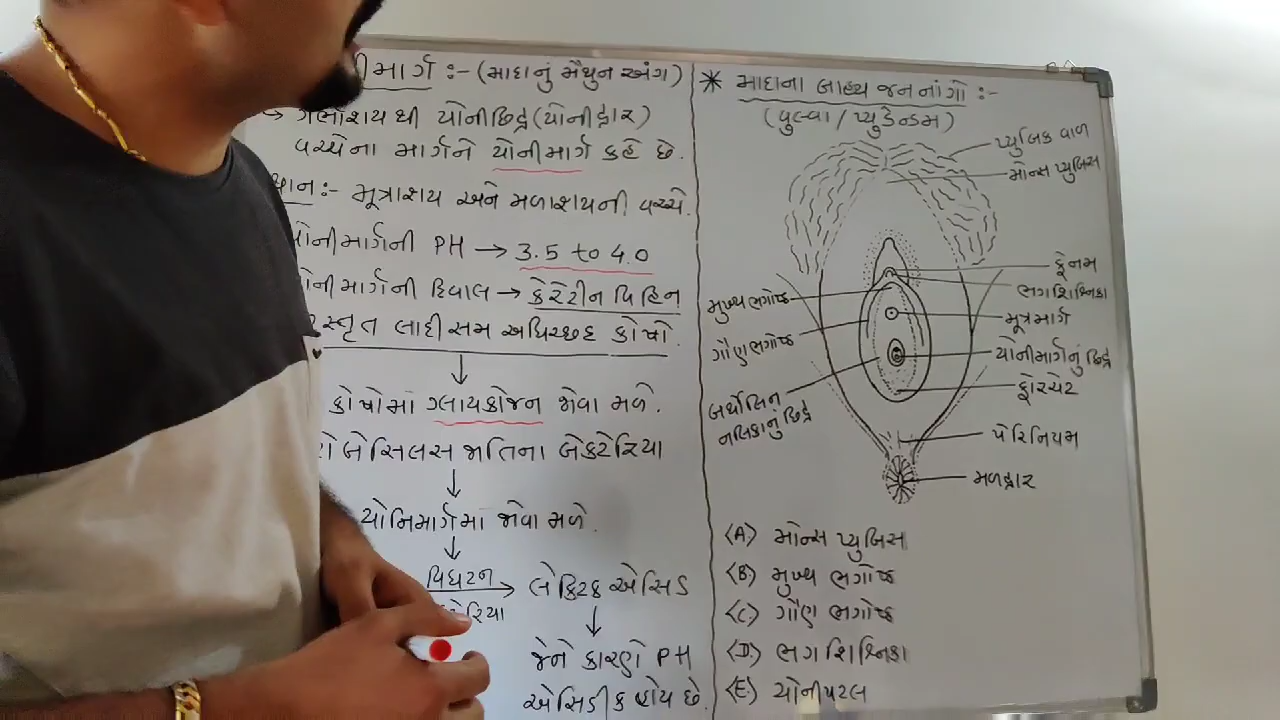 નીમાર્ગ :- (માદાનું મૈથુન અંગ)
→ ગર્ભાશય થી યોનીછિદ્ર (યોનીદ્વાર)
વચ્ચેના માર્ગને યોનીમાર્ગ કહે છે.
થાન :- મૂત્રાશય અને મળાશયની વચ્ચે.
યોનીમાર્ગની PH → 3.5 to 4.0
યોનીમાર્ગની દિવાલ → કેરેટીન વિહિન
સ્તૃત લાદીસમ અધિચ્છદ કોષો.
↓
કોષોમાં ગ્લાયકોજન જોવા મળે.
બેસિલસ જાતિના બેક્ટેરિયા
↓
યોનિમાર્ગમાં જોવા મળે.
↓
વિઘટન → લેક્ટિક એસિડ
ટેરિયા
↓
જેને કારણે PH
એસિડીક હોય છે.
* માદાના બાહ્ય જનનાંગો :-
(વુલ્વા / પ્યુડેન્ડમ)
પ્યુબિક વાળ
મોન્સ પ્યુબિસ
ફ્રેનમ
ભગશિશ્નિકા
મુખ્ય ભગોષ્ઠ
મૂત્રમાર્ગ
ગૌણ ભગોષ્ઠ
યોનીમાર્ગનું છિદ્ર
ફોરચેટ
બર્થોલિન
નલિકાનું છિદ્ર
પેરિનિયમ
મળદ્વાર
(A) મોન્સ પ્યુબિસ
(B) મુખ્ય ભગોષ્ઠ
(C) ગૌણ ભગોષ્ઠ
(D) ભગશિશ્નિકા
(E) યોનીપટલ